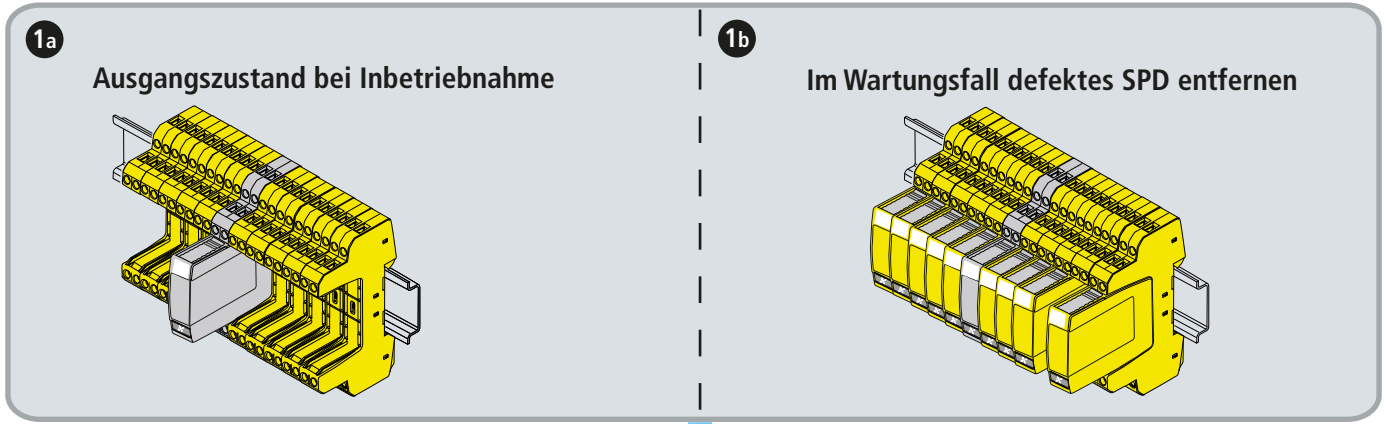 1a
Ausgangszustand bei Inbetriebnahme
1b
Im Wartungsfall defektes SPD entfernen